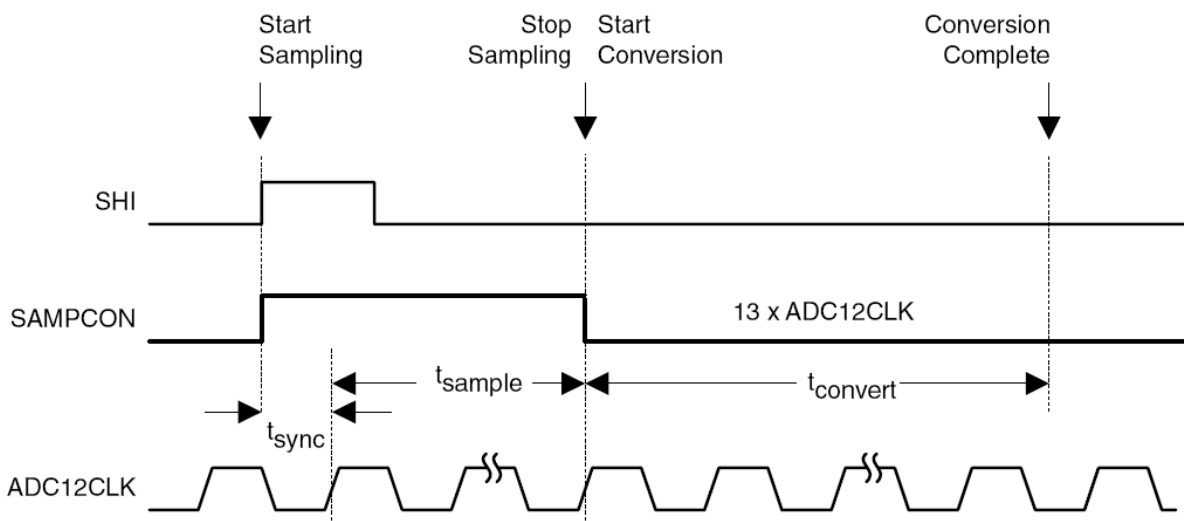 Start
Sampling
Stop
Sampling
Start
Conversion
Conversion
Complete
SHI
SAMPCON
13 x ADC12CLK
tsample
tconvert
tsync
ADC12CLK